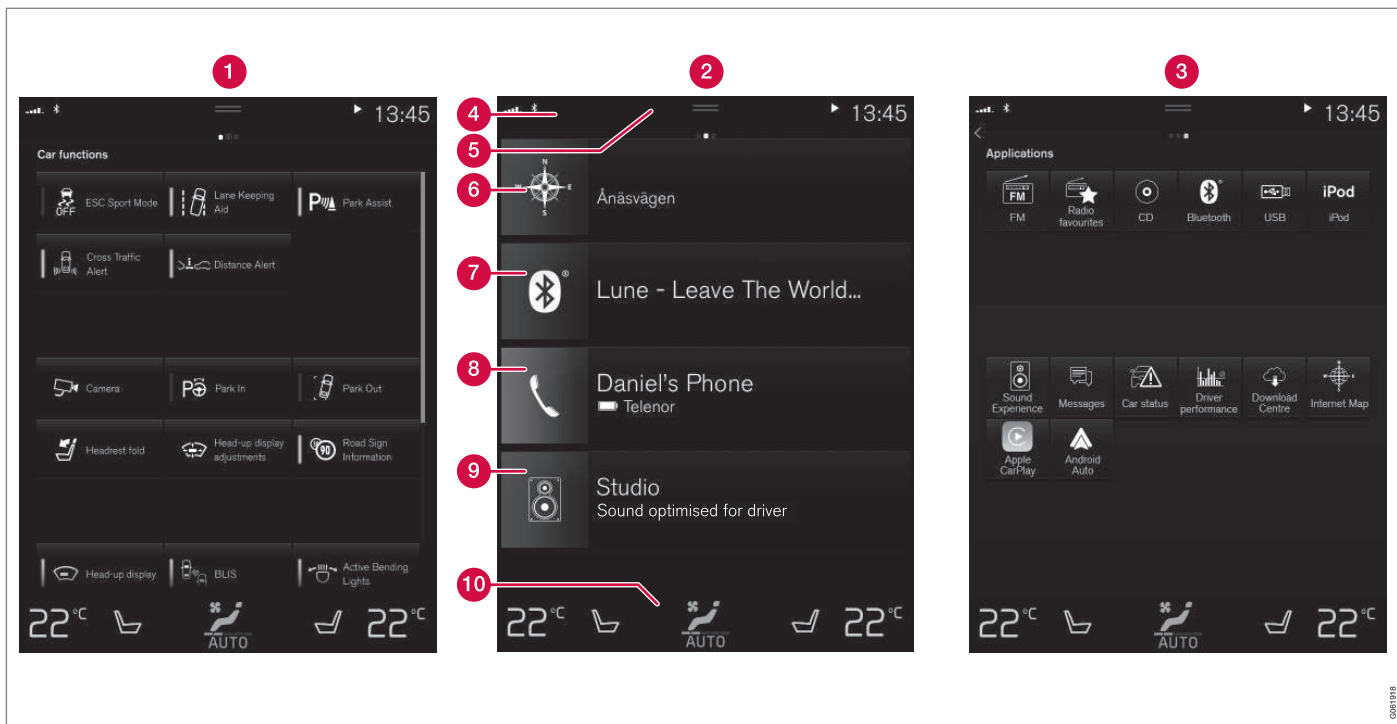 1
2
3
13:45
Car functions
OFF
ESC Sport Mode
Lane Keeping
Aid
P
Park Assist
Cross Traffic
Alert
Distance Alert
Camera
P
Park In
Park Out
Headrest fold
Head-up display
adjustments
90
Road Sign
Information
Head-up display
BLIS
Active Bending
Lights
22°C
AUTO
22°C
4
5
6
7
8
9
10
13:45
N
W
E
S
Ånäsvägen
®
Lune - Leave The World...
Daniel's Phone
Telenor
Studio
Sound optimised for driver
22°C
AUTO
22°C
13:45
Applications
FM
FM
Radio
favourites
CD
Bluetooth
USB
iPod
iPod
Sound
Experience
Messages
Car status
Driver
performance
Download
Centre
Internet Map
Apple
CarPlay
Android
Auto
22°C
AUTO
22°C
G061918